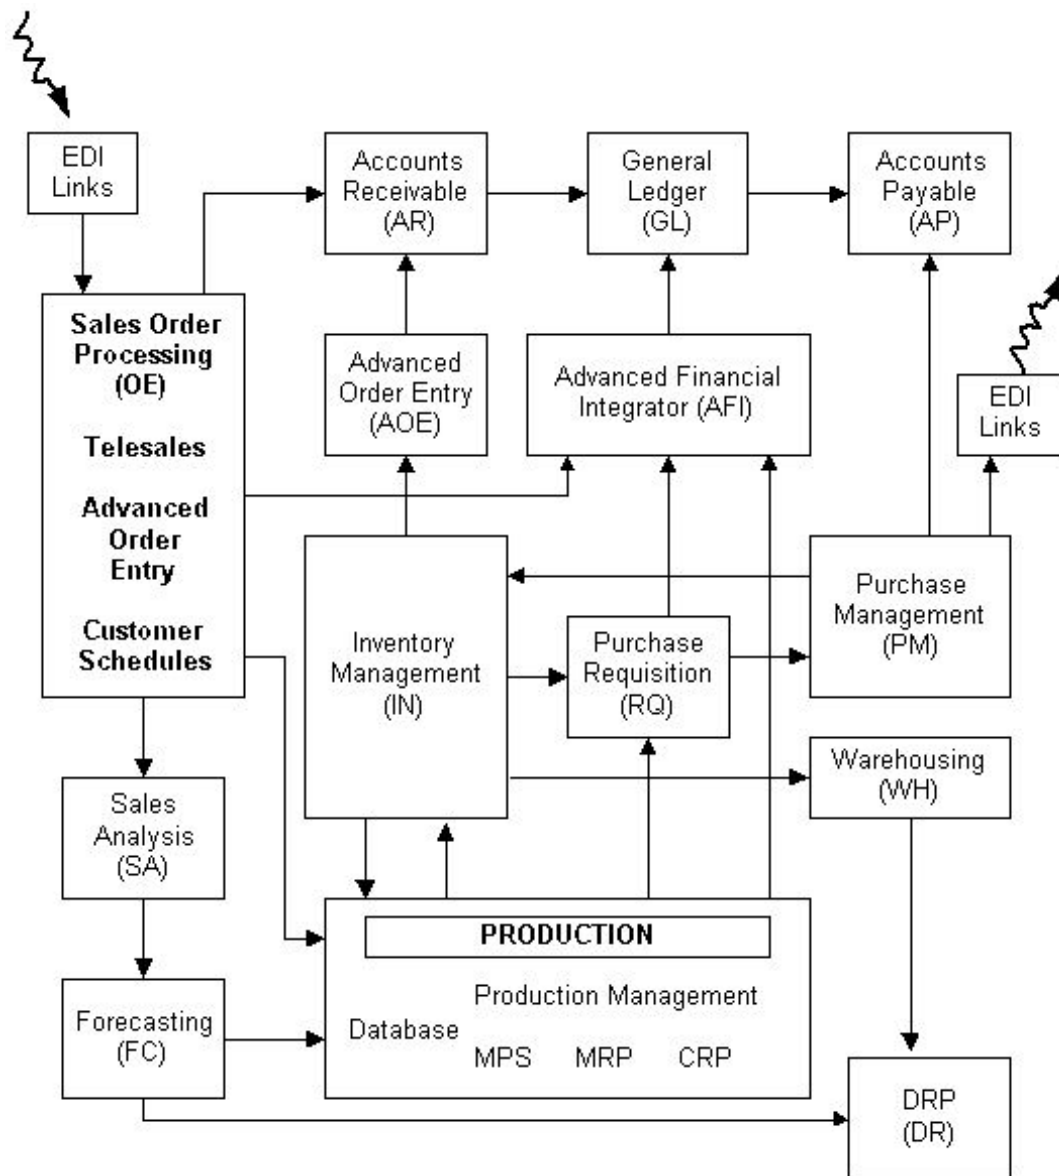 EDI
Links
Accounts
Receivable
(AR)
General
Ledger
(GL)
Accounts
Payable
(AP)
Sales Order
Processing
(OE)
Telesales
Advanced
Order
Entry
Customer
Schedules
Advanced
Order Entry
(AOE)
Advanced Financial
Integrator (AFI)
EDI
Links
Inventory
Management
(IN)
Purchase
Requisition
(RQ)
Purchase
Management
(PM)
Warehousing
(WH)
Sales
Analysis
(SA)
Forecasting
(FC)
PRODUCTION
Production Management
Database
MPS MRP CRP
DRP
(DR)